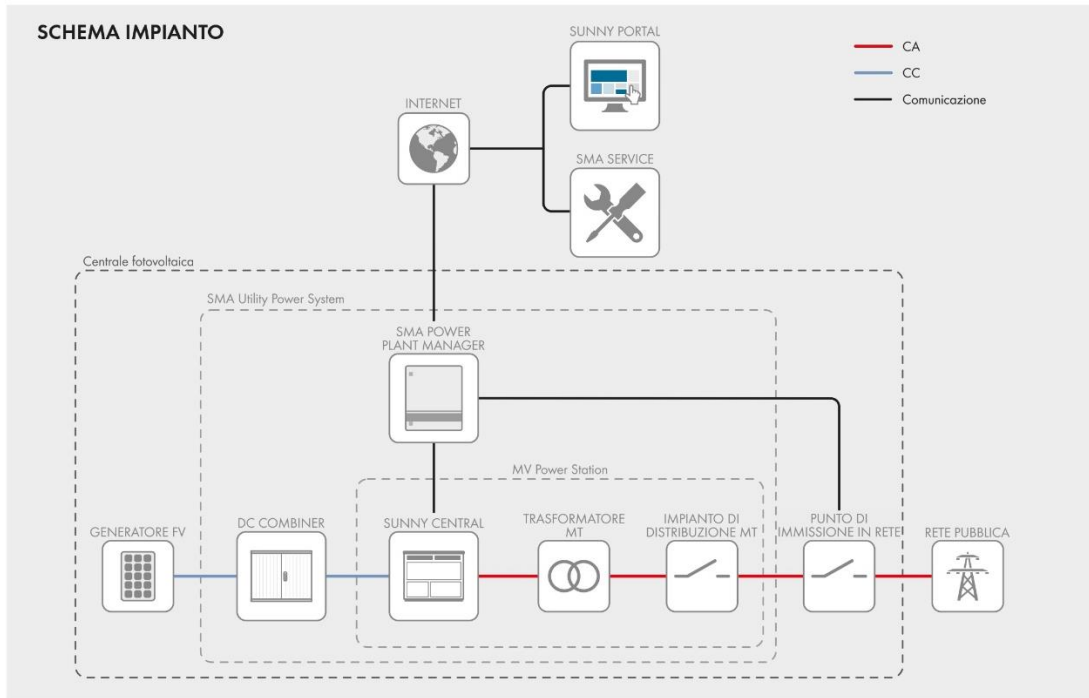 SCHEMA IMPIANTO
SUNNY PORTAL
CA
CC
Comunicazione
INTERNET
SMA SERVICE
Centrale fotovoltaica
SMA Utility Power System
SMA POWER
PLANT MANAGER
MV Power Station
GENERATORE FV
DC COMBINER
SUNNY CENTRAL
TRASFORMATORE
MT
IMPIANTO DI
DISTRIBUZIONE MT
PUNTO DI
IMMISSIONE IN RETE
RETE PUBBLICA